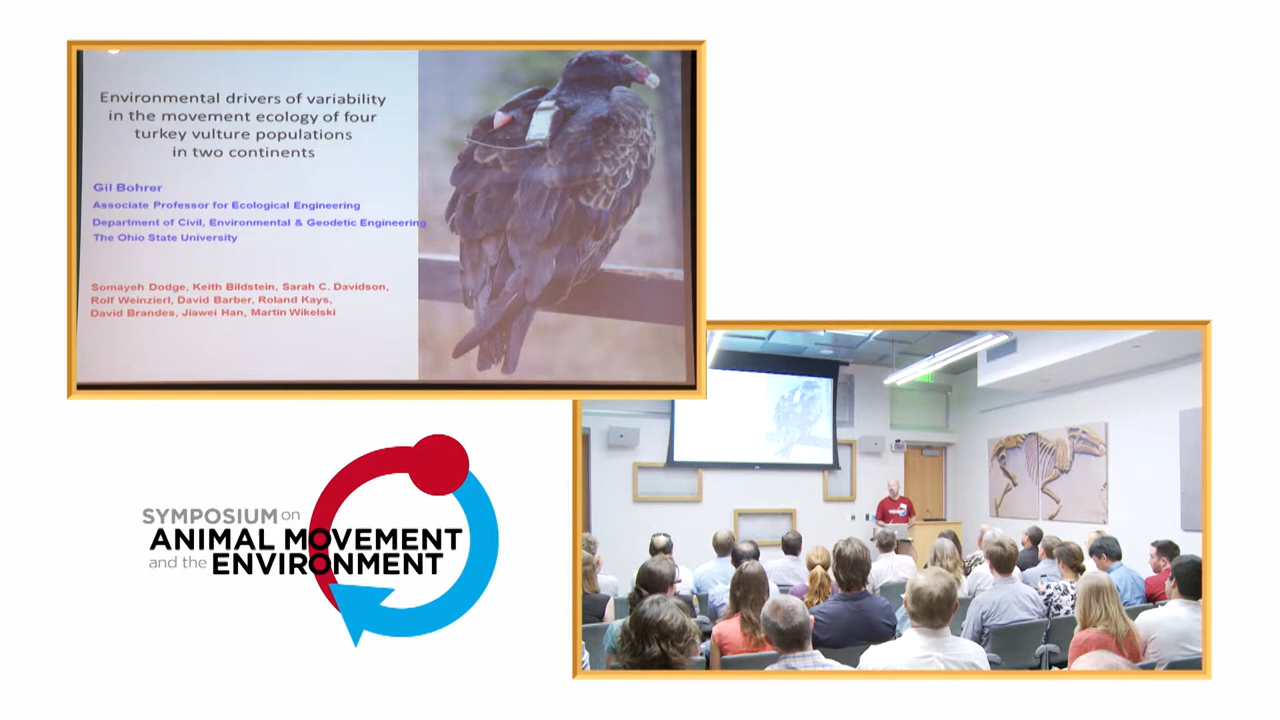 Environmental drivers of variability
in the movement ecology of four
turkey vulture populations
in two continents
Gil Bohrer
Associate Professor for Ecological Engineering
Department of Civil, Environmental & Geodetic Engineering
The Ohio State University
Somayeh Dodge, Keith Bildstein, Sarah C. Davidson,
Rolf Weinzierl, David Barber, Roland Kays,
David Brandes, Jiawei Han, Martin Wikelski
SYMPOSIUM on
ANIMAL MOVEMENT
and the ENVIRONMENT